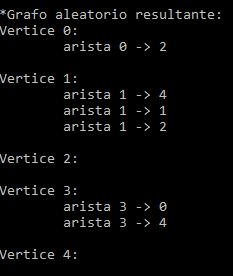 *Grafo aleatorio resultante:
Vertice 0:
arista 0 -> 2
Vertice 1:
arista 1 -> 4
arista 1 -> 1
arista 1 -> 2
Vertice 2:
Vertice 3:
arista 3 -> 0
arista 3 -> 4
Vertice 4: